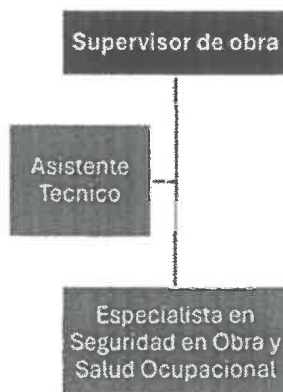 Supervisor de obra
Asistente
Tecnico
Especialista en
Seguridad en Obra y
Salud Ocupacional